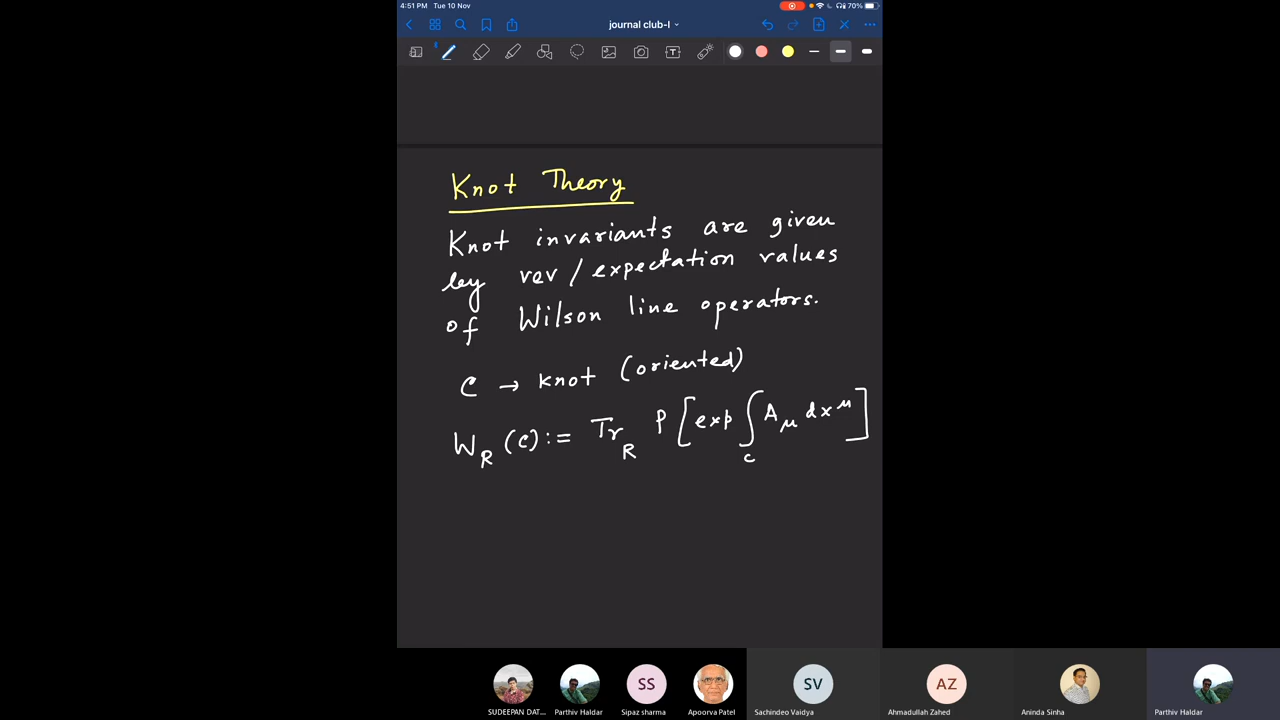 4:51 PM Tue 10 Nov
70%
journal club-I
Knot Theory
Knot invariants are given
by vev / expectation values
of Wilson line operators.
C → knot (oriented)
W_R (C) := Tr_R P [exp ∫_C A_μ dx^μ]
SUDEEPAN DAT...
Parthiv Haldar
SS
Sipaz sharma
Apoorva Patel
SV
Sachindeo Vaidya
AZ
Ahmadullah Zahed
Aninda Sinha
Parthiv Haldar